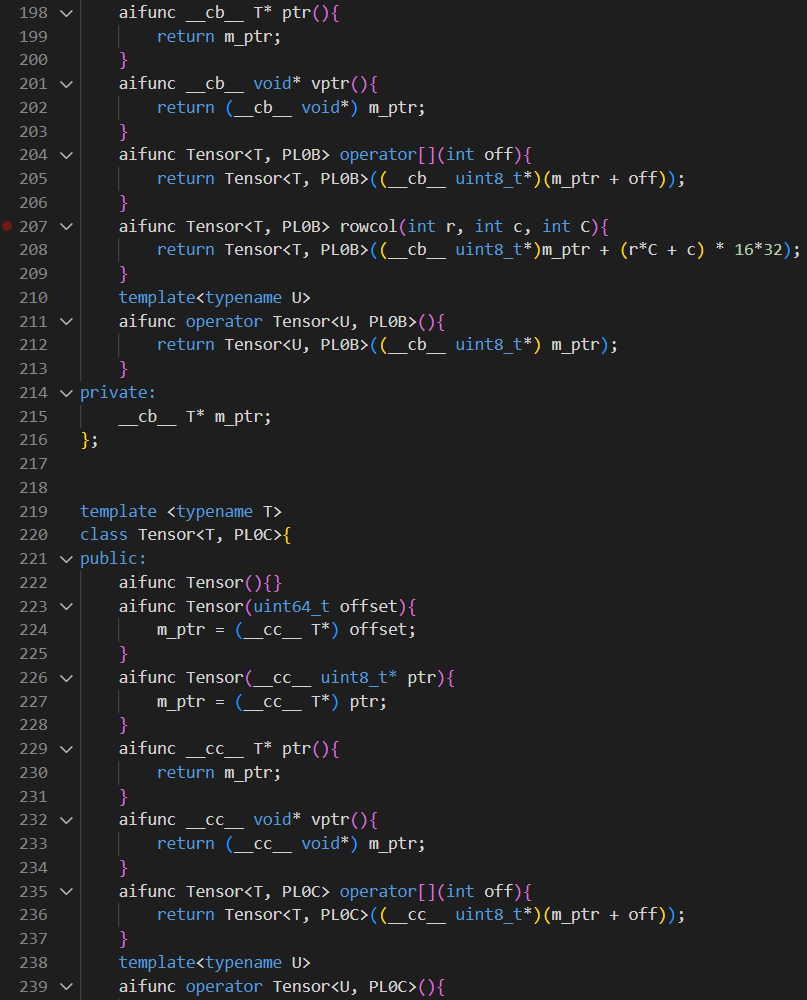 198 aifunc __cb__ T* ptr(){
199 return m_ptr;
200 }
201 aifunc __cb__ void* vptr(){
202 return (__cb__ void*) m_ptr;
203 }
204 aifunc Tensor<T, PL0B> operator[](int off){
205 return Tensor<T, PL0B>((__cb__ uint8_t*)(m_ptr + off));
206 }
207 aifunc Tensor<T, PL0B> rowcol(int r, int c, int C){
208 return Tensor<T, PL0B>((__cb__ uint8_t*)m_ptr + (r*C + c) * 16*32);
209 }
210 template<typename U>
211 aifunc operator Tensor<U, PL0B>(){
212 return Tensor<U, PL0B>((__cb__ uint8_t*) m_ptr);
213 }
214 private:
215 __cb__ T* m_ptr;
216 };
217
218
219 template <typename T>
220 class Tensor<T, PL0C>{
221 public:
222 aifunc Tensor(){}
223 aifunc Tensor(uint64_t offset){
224 m_ptr = (__cc__ T*) offset;
225 }
226 aifunc Tensor(__cc__ uint8_t* ptr){
227 m_ptr = (__cc__ T*) ptr;
228 }
229 aifunc __cc__ T* ptr(){
230 return m_ptr;
231 }
232 aifunc __cc__ void* vptr(){
233 return (__cc__ void*) m_ptr;
234 }
235 aifunc Tensor<T, PL0C> operator[](int off){
236 return Tensor<T, PL0C>((__cc__ uint8_t*)(m_ptr + off));
237 }
238 template<typename U>
239 aifunc operator Tensor<U, PL0C>(){